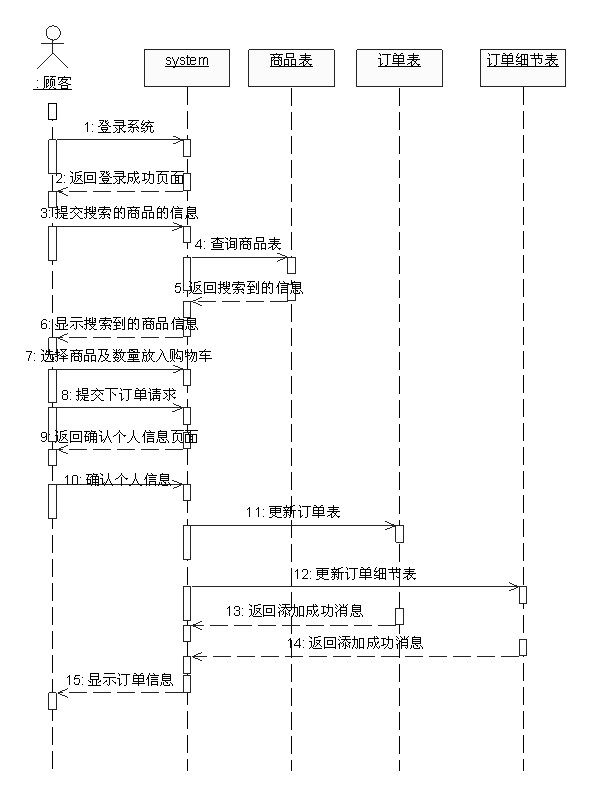 : 顾客
system
商品表
订单表
订单细节表
1: 登录系统
2: 返回登录成功页面
3: 提交搜索的商品的信息
4: 查询商品表
5: 返回搜索到的信息
6: 显示搜索到的商品信息
7: 选择商品及数量放入购物车
8: 提交下订单请求
9: 返回确认个人信息页面
10: 确认个人信息
11: 更新订单表
12: 更新订单细节表
13: 返回添加成功消息
14: 返回添加成功消息
15: 显示订单信息